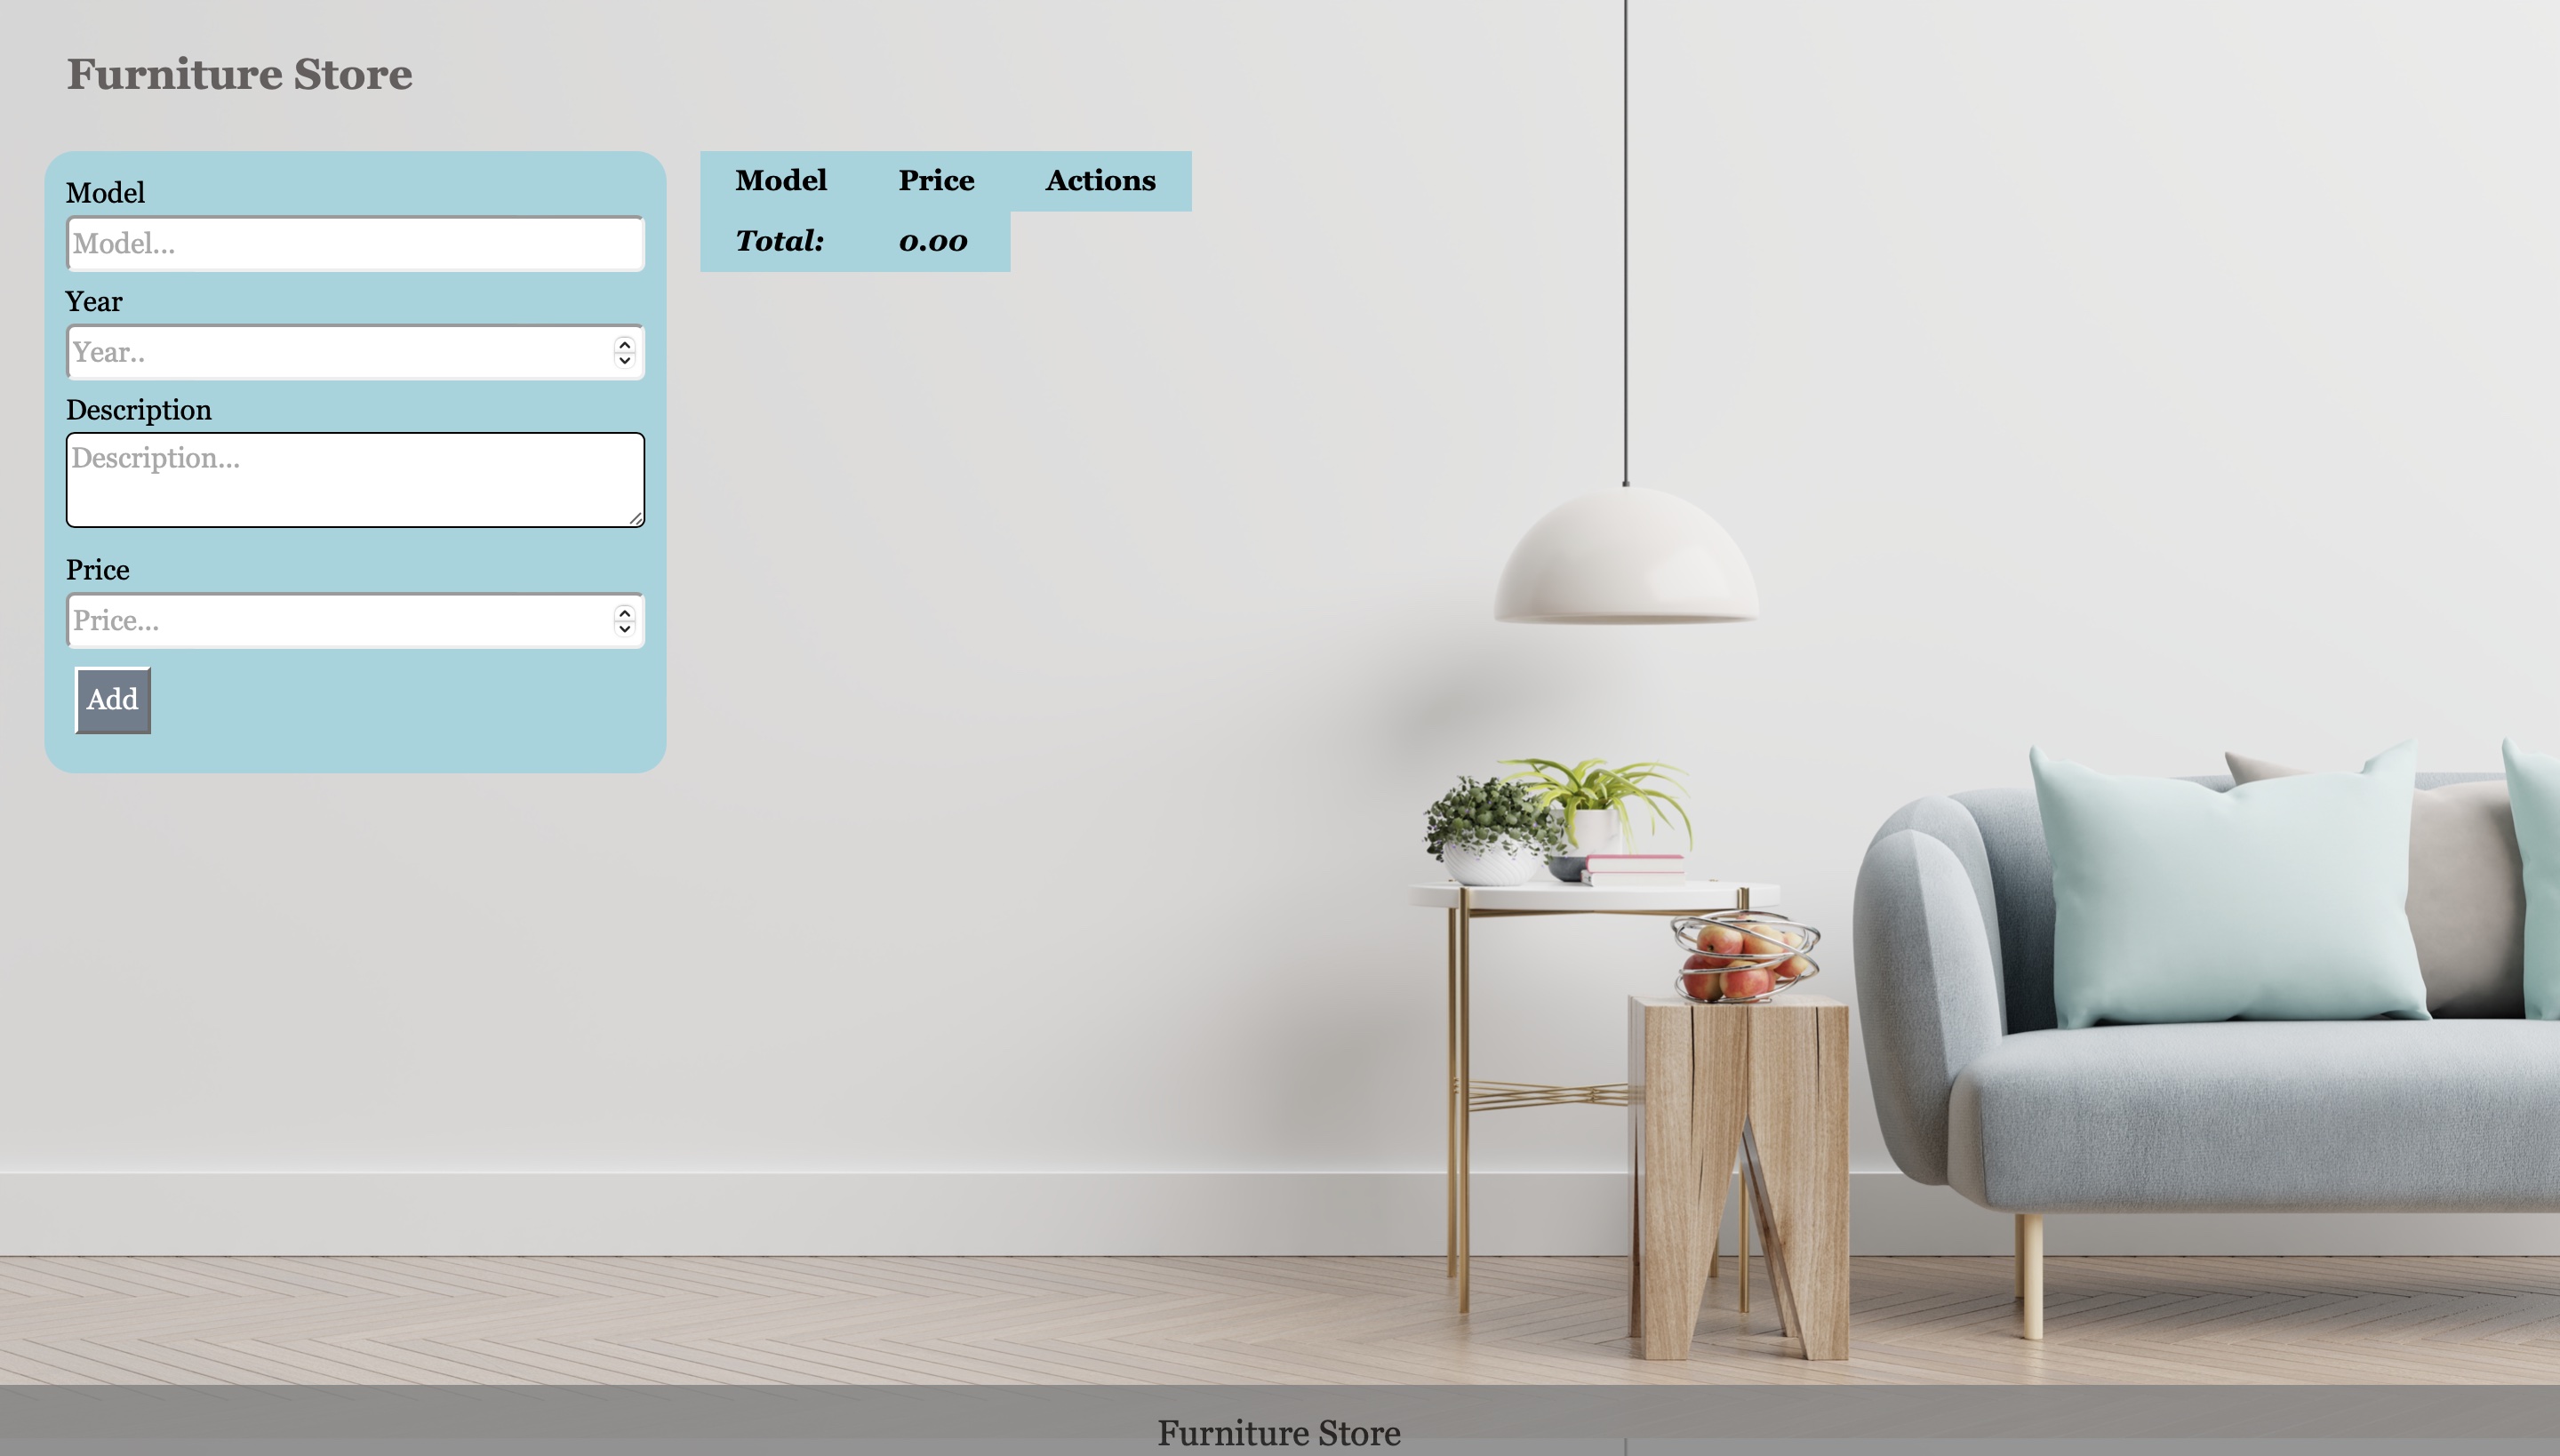 Furniture Store
Model
Model...
Year
Year..
Description
Description...
Price
Price...
Add
Model Price Actions
Total: 0.00
Furniture Store